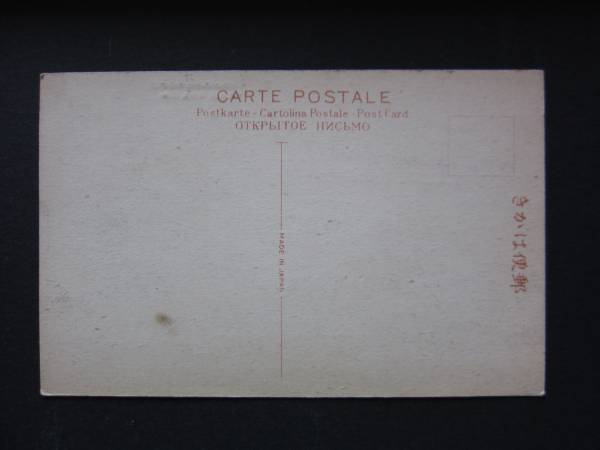 CARTE POSTALE
Postkarte - Cartolina Postale - Post Card
ОТКРЫТОЕ ПИСЬМО
MADE IN JAPAN
きかは便郵